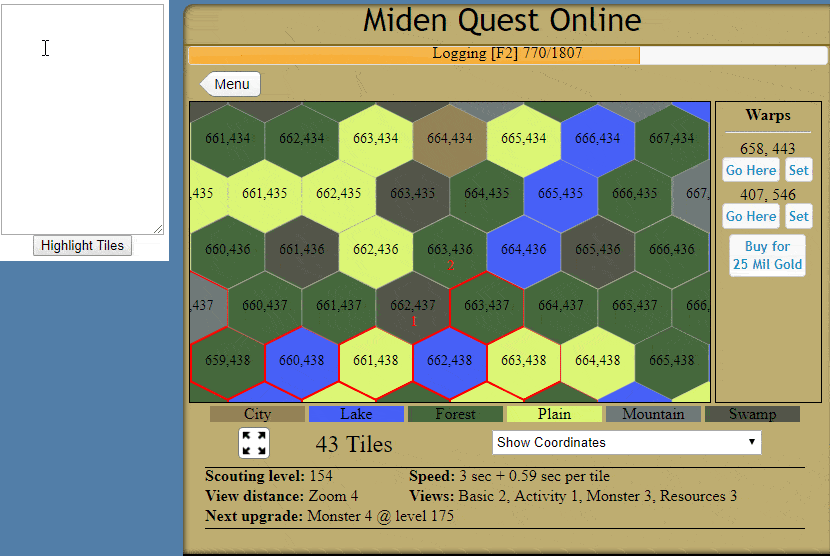 Miden Quest Online
Logging [F2] 770/1807
Menu
661,434 662,434 663,434 664,434 665,434 666,434 667,434
,435 661,435 662,435 663,435 664,435 665,435 666,435 667,
660,436 661,436 662,436 663,436 664,436 665,436 666,436
,437 660,437 661,437 662,437 663,437 664,437 665,437 666,
659,438 660,438 661,438 662,438 663,438 664,438 665,438
Warps
658, 443
Go Here Set
407, 546
Go Here Set
Buy for
25 Mil Gold
Highlight Tiles
City Lake Forest Plain Mountain Swamp
43 Tiles
Show Coordinates
Scouting level: 154 Speed: 3 sec + 0.59 sec per tile
View distance: Zoom 4 Views: Basic 2, Activity 1, Monster 3, Resources 3
Next upgrade: Monster 4 @ level 175